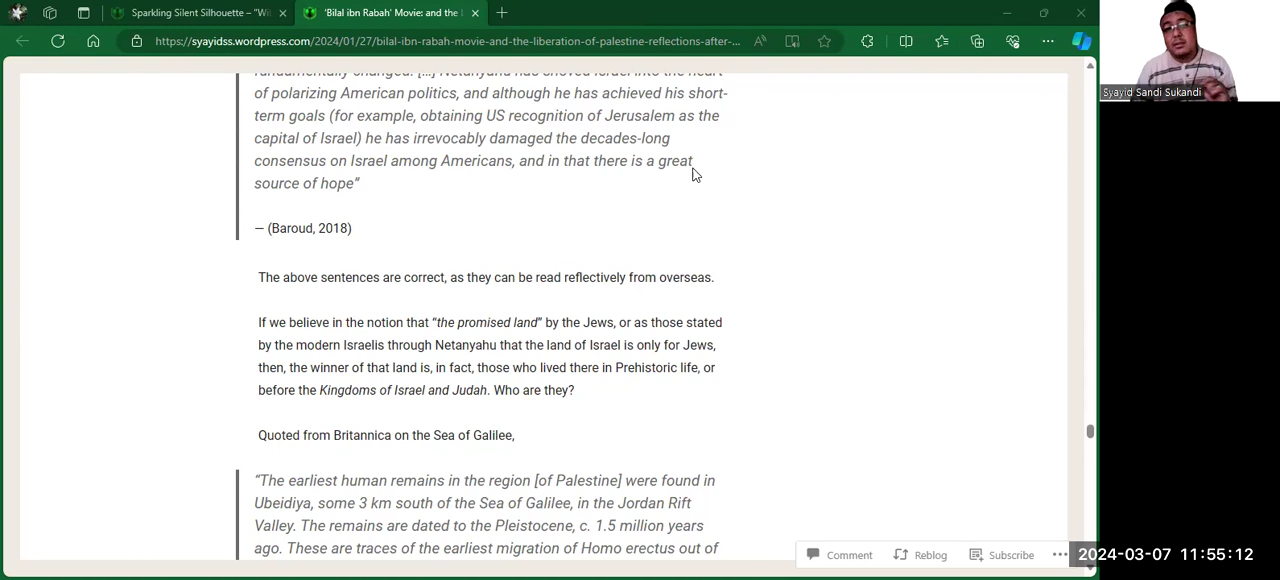 Sparkling Silent Silhouette – "Wi
'Bilal ibn Rabah' Movie: and the L
https://syayidss.wordpress.com/2024/01/27/bilal-ibn-rabah-movie-and-the-liberation-of-palestine-reflections-after-...
Syayid Sandi Sukandi
fundamentally changed. [...] Netanyahu has shoved Israel into the heart
of polarizing American politics, and although he has achieved his short-
term goals (for example, obtaining US recognition of Jerusalem as the
capital of Israel) he has irrevocably damaged the decades-long
consensus on Israel among Americans, and in that there is a great
source of hope"
— (Baroud, 2018)
The above sentences are correct, as they can be read reflectively from overseas.
If we believe in the notion that "the promised land" by the Jews, or as those stated
by the modern Israelis through Netanyahu that the land of Israel is only for Jews,
then, the winner of that land is, in fact, those who lived there in Prehistoric life, or
before the Kingdoms of Israel and Judah. Who are they?
Quoted from Britannica on the Sea of Galilee,
"The earliest human remains in the region [of Palestine] were found in
Ubeidiya, some 3 km south of the Sea of Galilee, in the Jordan Rift
Valley. The remains are dated to the Pleistocene, c. 1.5 million years
ago. These are traces of the earliest migration of Homo erectus out of
Comment Reblog Subscribe ...
2024-03-07 11:55:12